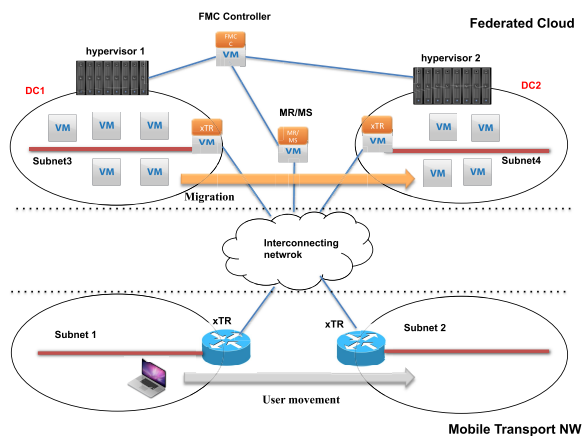 FMC Controller
Federated Cloud
FMC
C
VM
hypervisor 1
hypervisor 2
DC1
DC2
MR/MS
VM
VM
VM
xTR
VM
MR/
MS
VM
xTR
VM
VM
VM
Subnet3
Subnet4
VM
VM
VM
VM
Migration
Interconnecting
netwrok
xTR
xTR
Subnet 1
Subnet 2
User movement
Mobile Transport NW